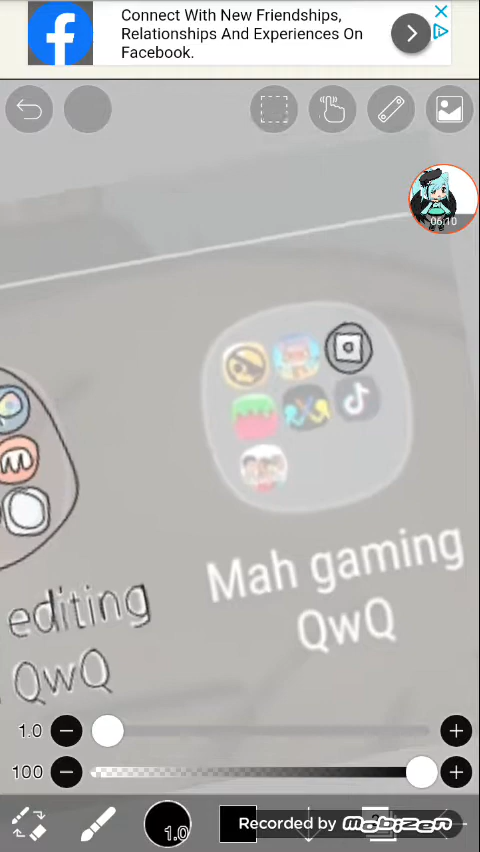 Connect With New Friendships,
Relationships And Experiences On
Facebook.
06:10
Mah gaming
QwQ
editing
QwQ
1.0
100
1.0
Recorded by mobizen